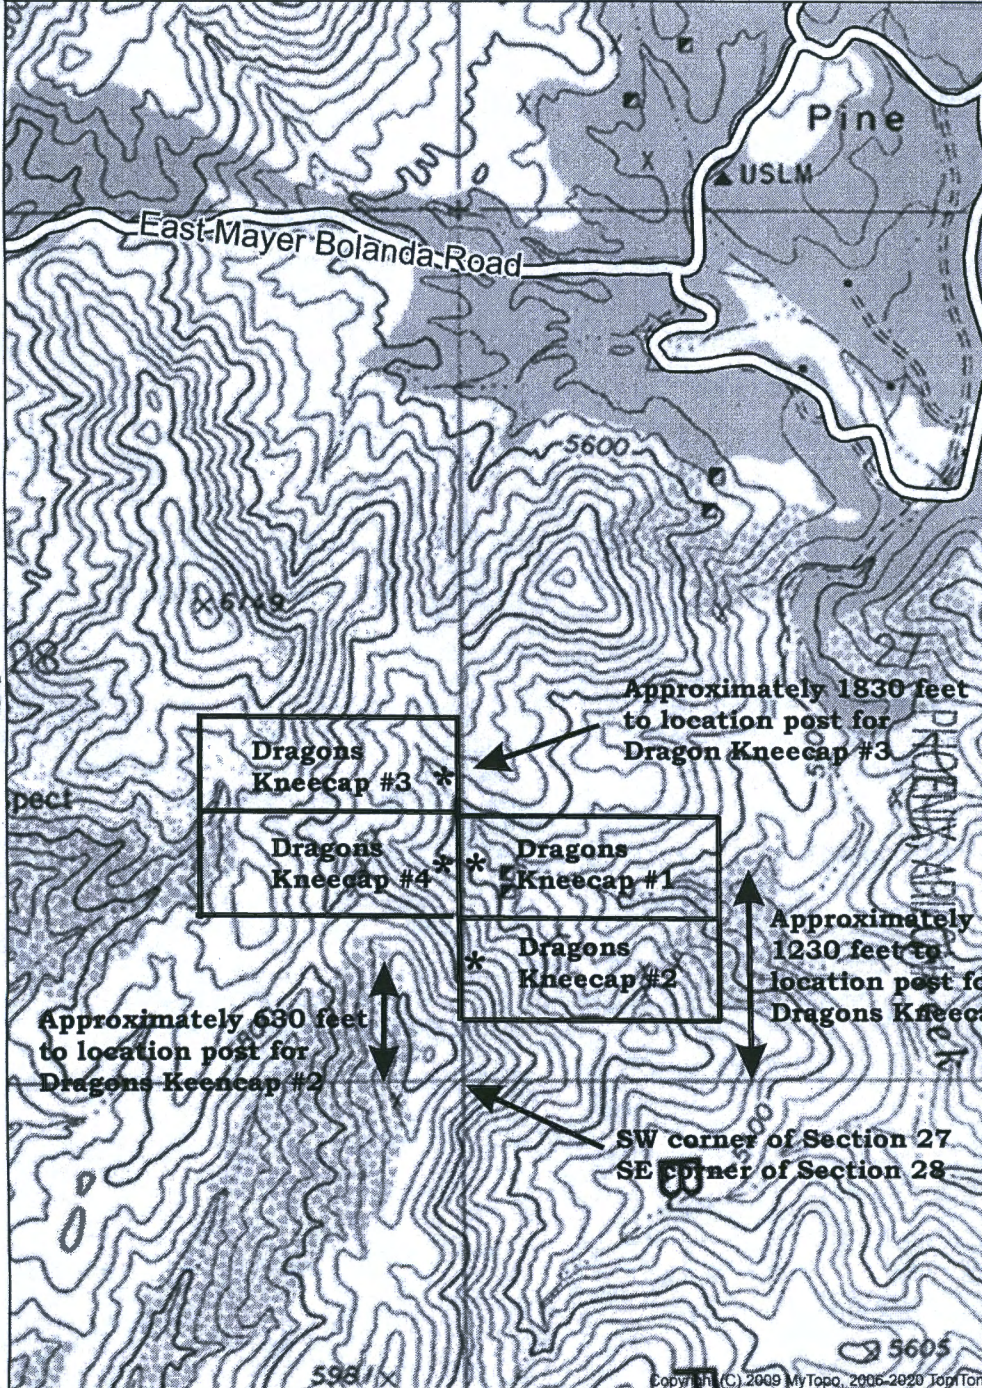 Pine
USLM
East Mayer Bolanda Road
5600
6749
28
27
Approximately 1830 feet
to location post for
Dragon Kneecap #3
Dragons
Kneecap #3
pect
Dragons
Kneecap #4
Dragons
Kneecap #1
PHOENIX,
Approximately
1230 feet to
location post fo
Dragons Kneeca
Dragons
Kneecap #2
Approximately 630 feet
to location post for
Dragons Keencap #2
SW corner of Section 27
SE corner of Section 28
5605
Copyright (C) 2009 MyTopo, 2006-2020 TomTom